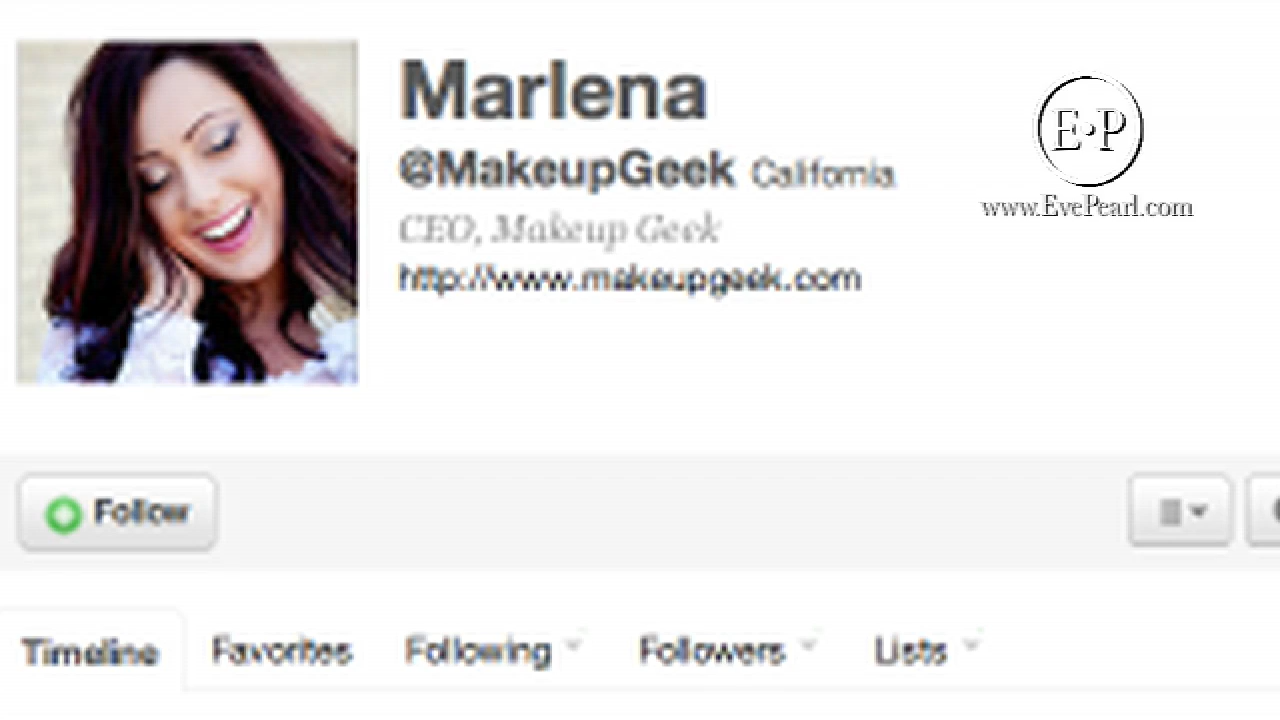 Marlena
@MakeupGeek California
CEO, Makeup Geek
http://www.makeupgeek.com
E•P
www.EvePearl.com
Follow
Timeline Favorites Following Followers Lists